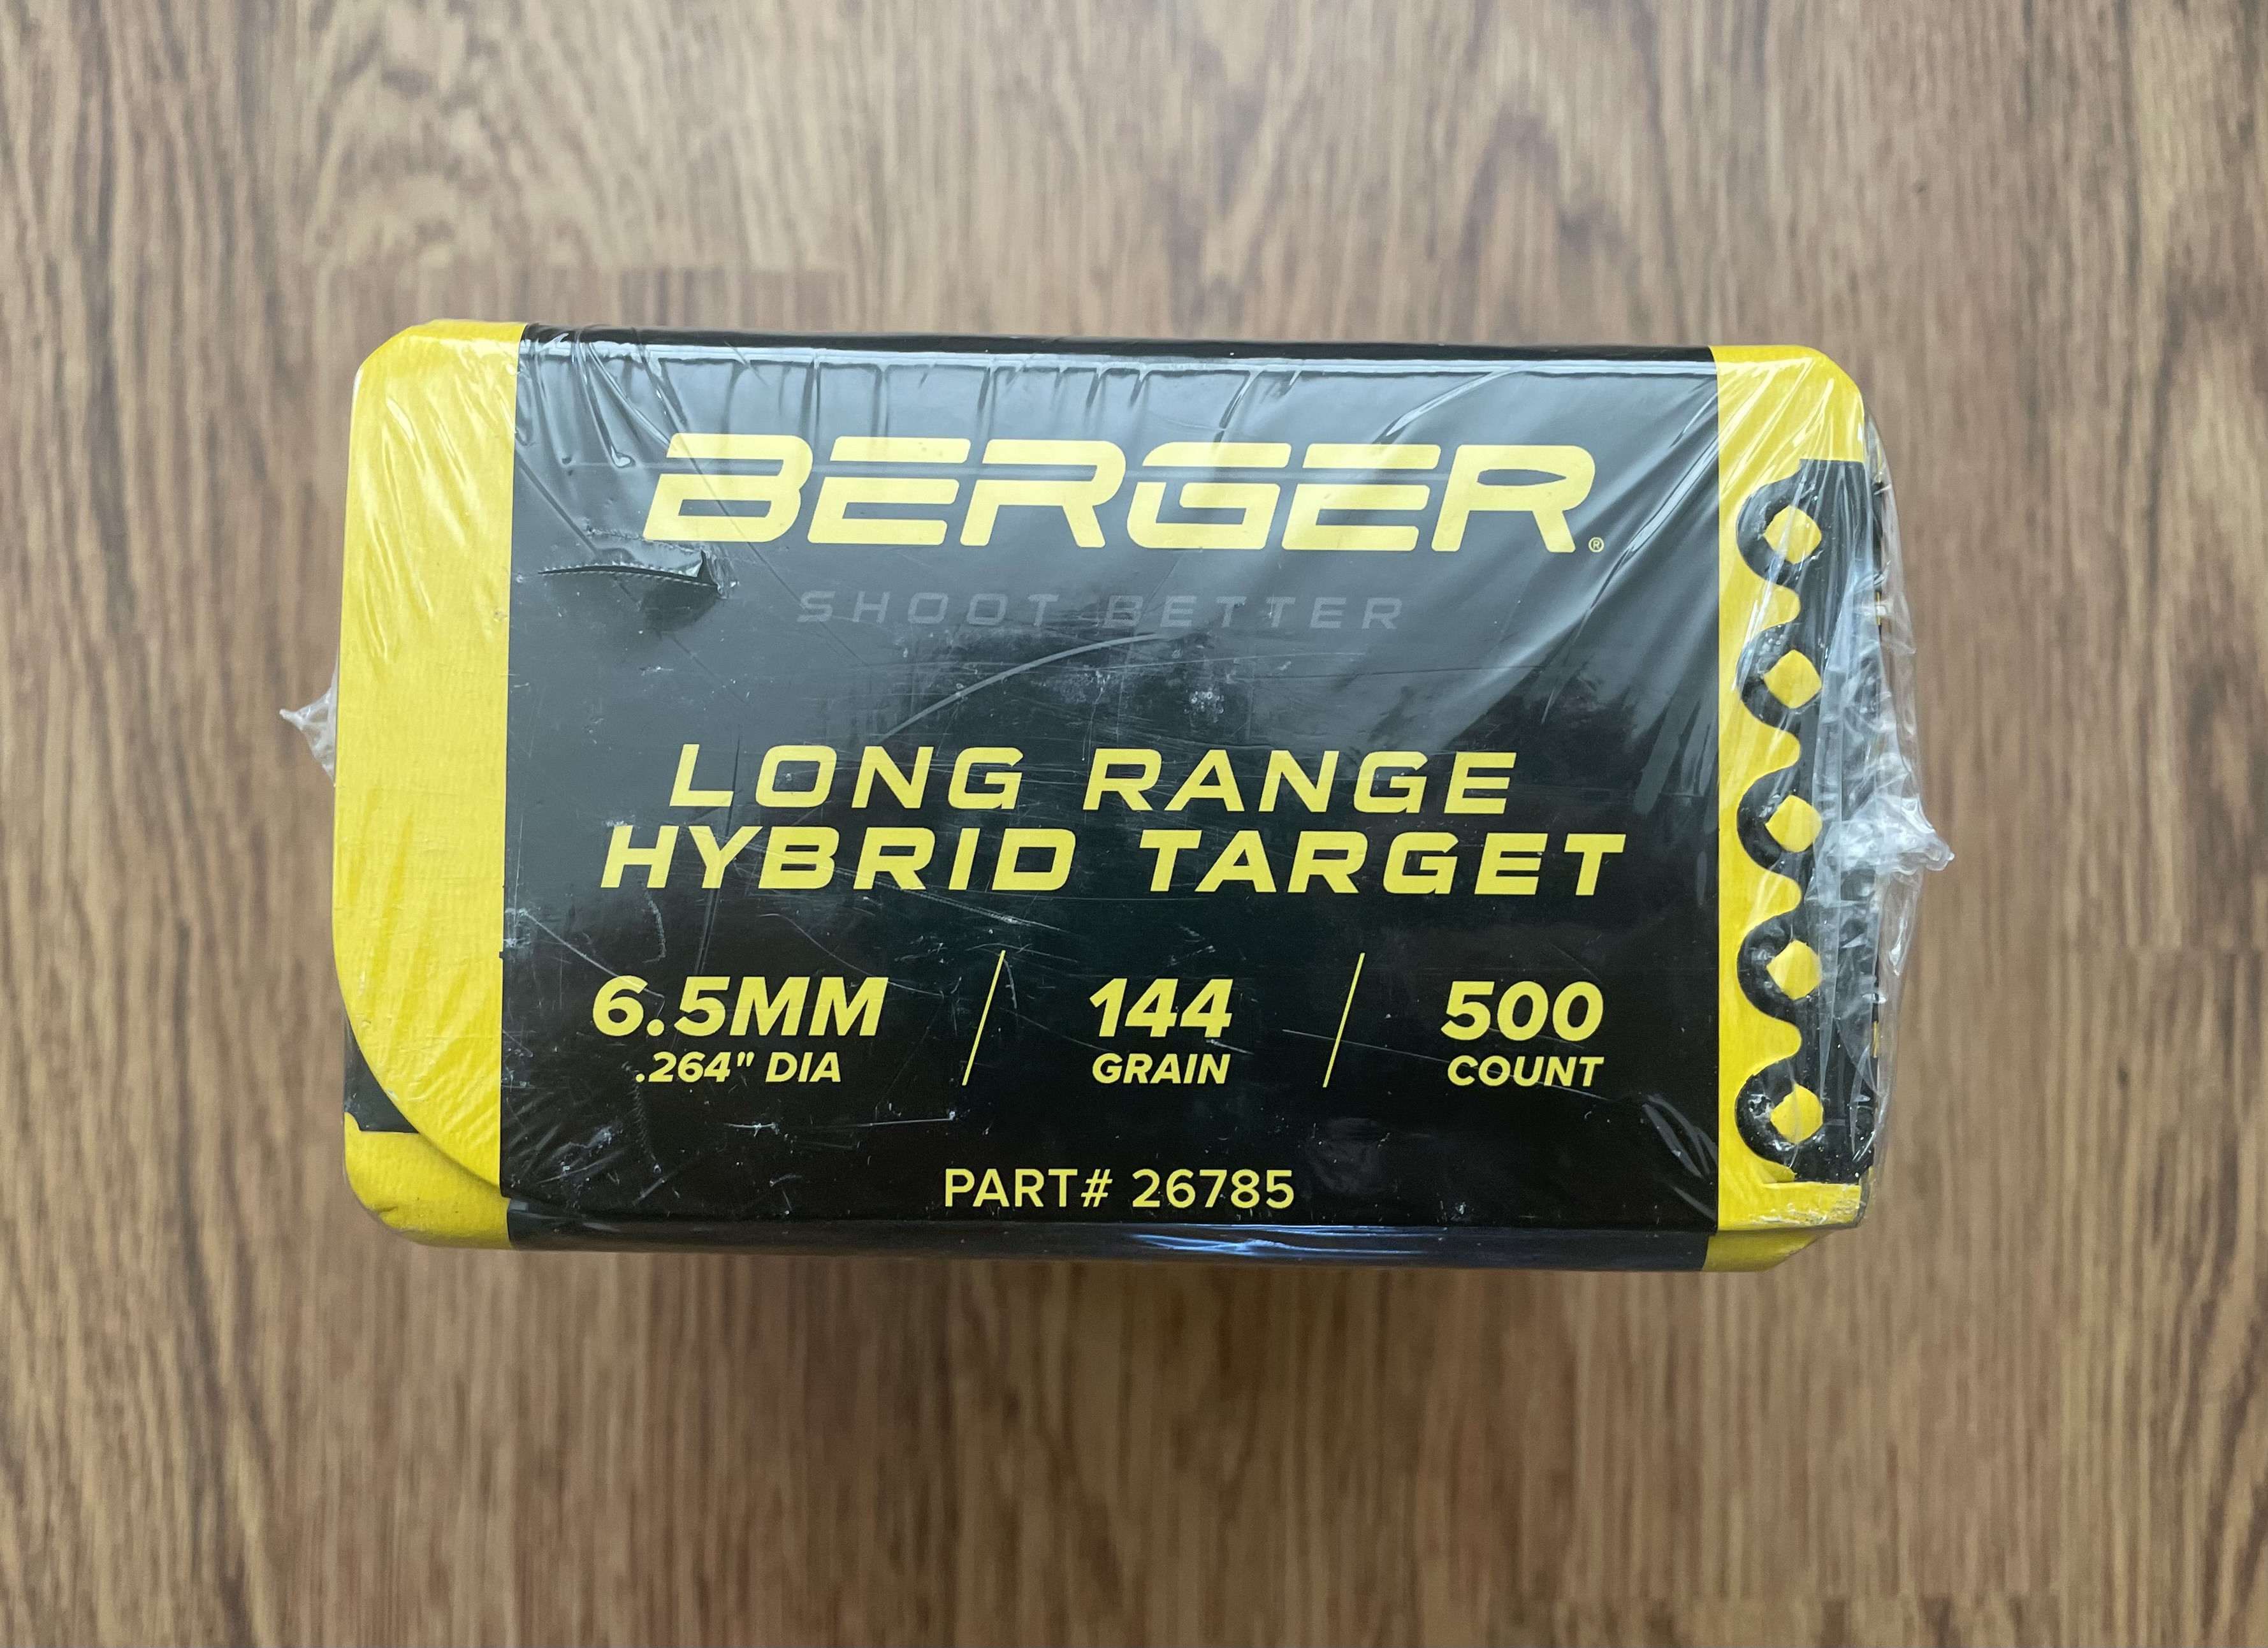 BERGER®
SHOOT BETTER
LONG RANGE
HYBRID TARGET
6.5MM 144 500
.264" DIA GRAIN COUNT
PART# 26785